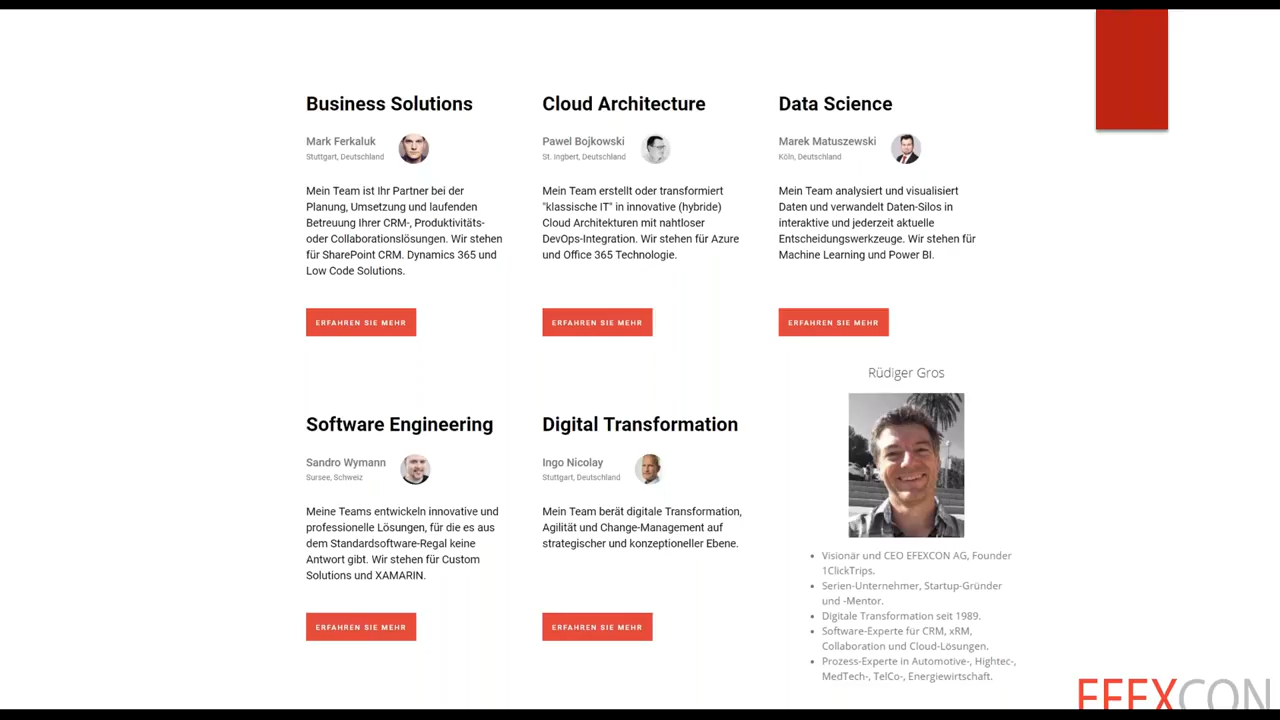 Business Solutions
Mark Ferkaluk
Stuttgart, Deutschland
Mein Team ist Ihr Partner bei der
Planung, Umsetzung und laufenden
Betreuung Ihrer CRM-, Produktivitäts-
oder Collaborationslösungen. Wir stehen
für SharePoint CRM. Dynamics 365 und
Low Code Solutions.
ERFAHREN SIE MEHR
Cloud Architecture
Pawel Bojkowski
St. Ingbert, Deutschland
Mein Team erstellt oder transformiert
"klassische IT" in innovative (hybride)
Cloud Architekturen mit nahtloser
DevOps-Integration. Wir stehen für Azure
und Office 365 Technologie.
ERFAHREN SIE MEHR
Data Science
Marek Matuszewski
Köln, Deutschland
Mein Team analysiert und visualisiert
Daten und verwandelt Daten-Silos in
interaktive und jederzeit aktuelle
Entscheidungswerkzeuge. Wir stehen für
Machine Learning und Power BI.
ERFAHREN SIE MEHR
Software Engineering
Sandro Wymann
Sursee, Schweiz
Meine Teams entwickeln innovative und
professionelle Lösungen, für die es aus
dem Standardsoftware-Regal keine
Antwort gibt. Wir stehen für Custom
Solutions und XAMARIN.
ERFAHREN SIE MEHR
Digital Transformation
Ingo Nicolay
Stuttgart, Deutschland
Mein Team berät digitale Transformation,
Agilität und Change-Management auf
strategischer und konzeptioneller Ebene.
ERFAHREN SIE MEHR
Rüdiger Gros
• Visionär und CEO EFEXCON AG, Founder
1ClickTrips.
• Serien-Unternehmer, Startup-Gründer
und -Mentor.
• Digitale Transformation seit 1989.
• Software-Experte für CRM, xRM,
Collaboration und Cloud-Lösungen.
• Prozess-Experte in Automotive-, Hightec-,
MedTech-, TelCo-, Energiewirtschaft.
EFEXCON